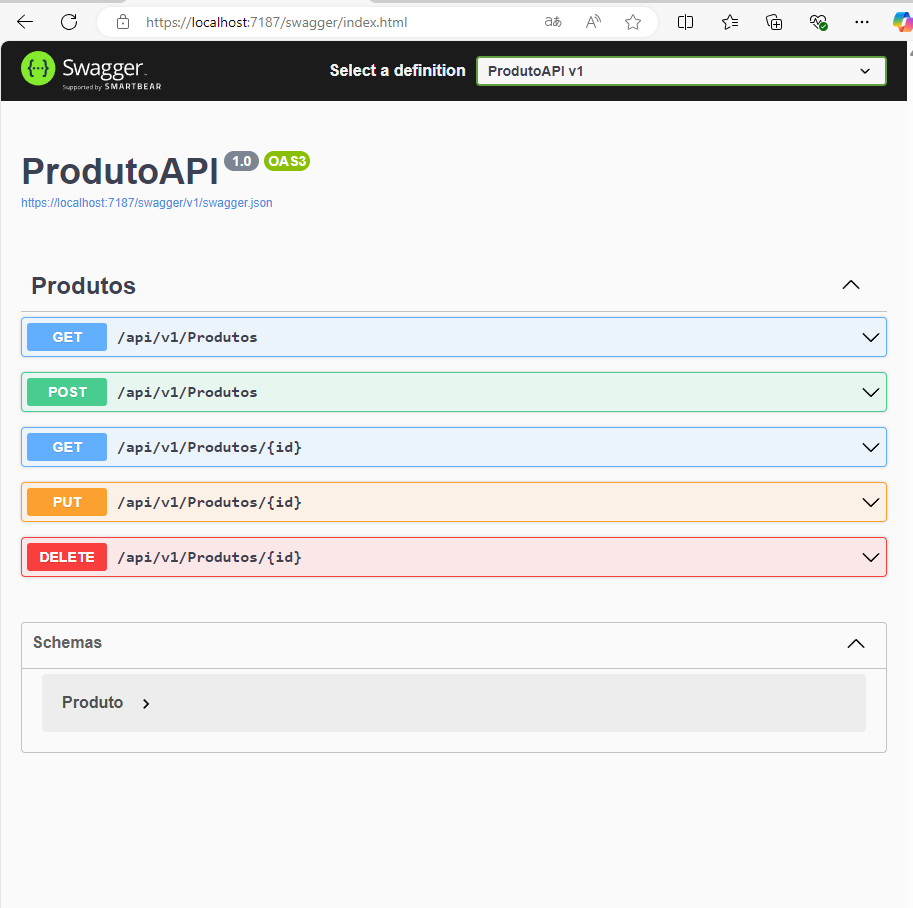 https://localhost:7187/swagger/index.html
Swagger
Supported by SMARTBEAR
Select a definition
ProdutoAPI v1
ProdutoAPI 1.0 OAS3
https://localhost:7187/swagger/v1/swagger.json
Produtos
GET /api/v1/Produtos
POST /api/v1/Produtos
GET /api/v1/Produtos/{id}
PUT /api/v1/Produtos/{id}
DELETE /api/v1/Produtos/{id}
Schemas
Produto